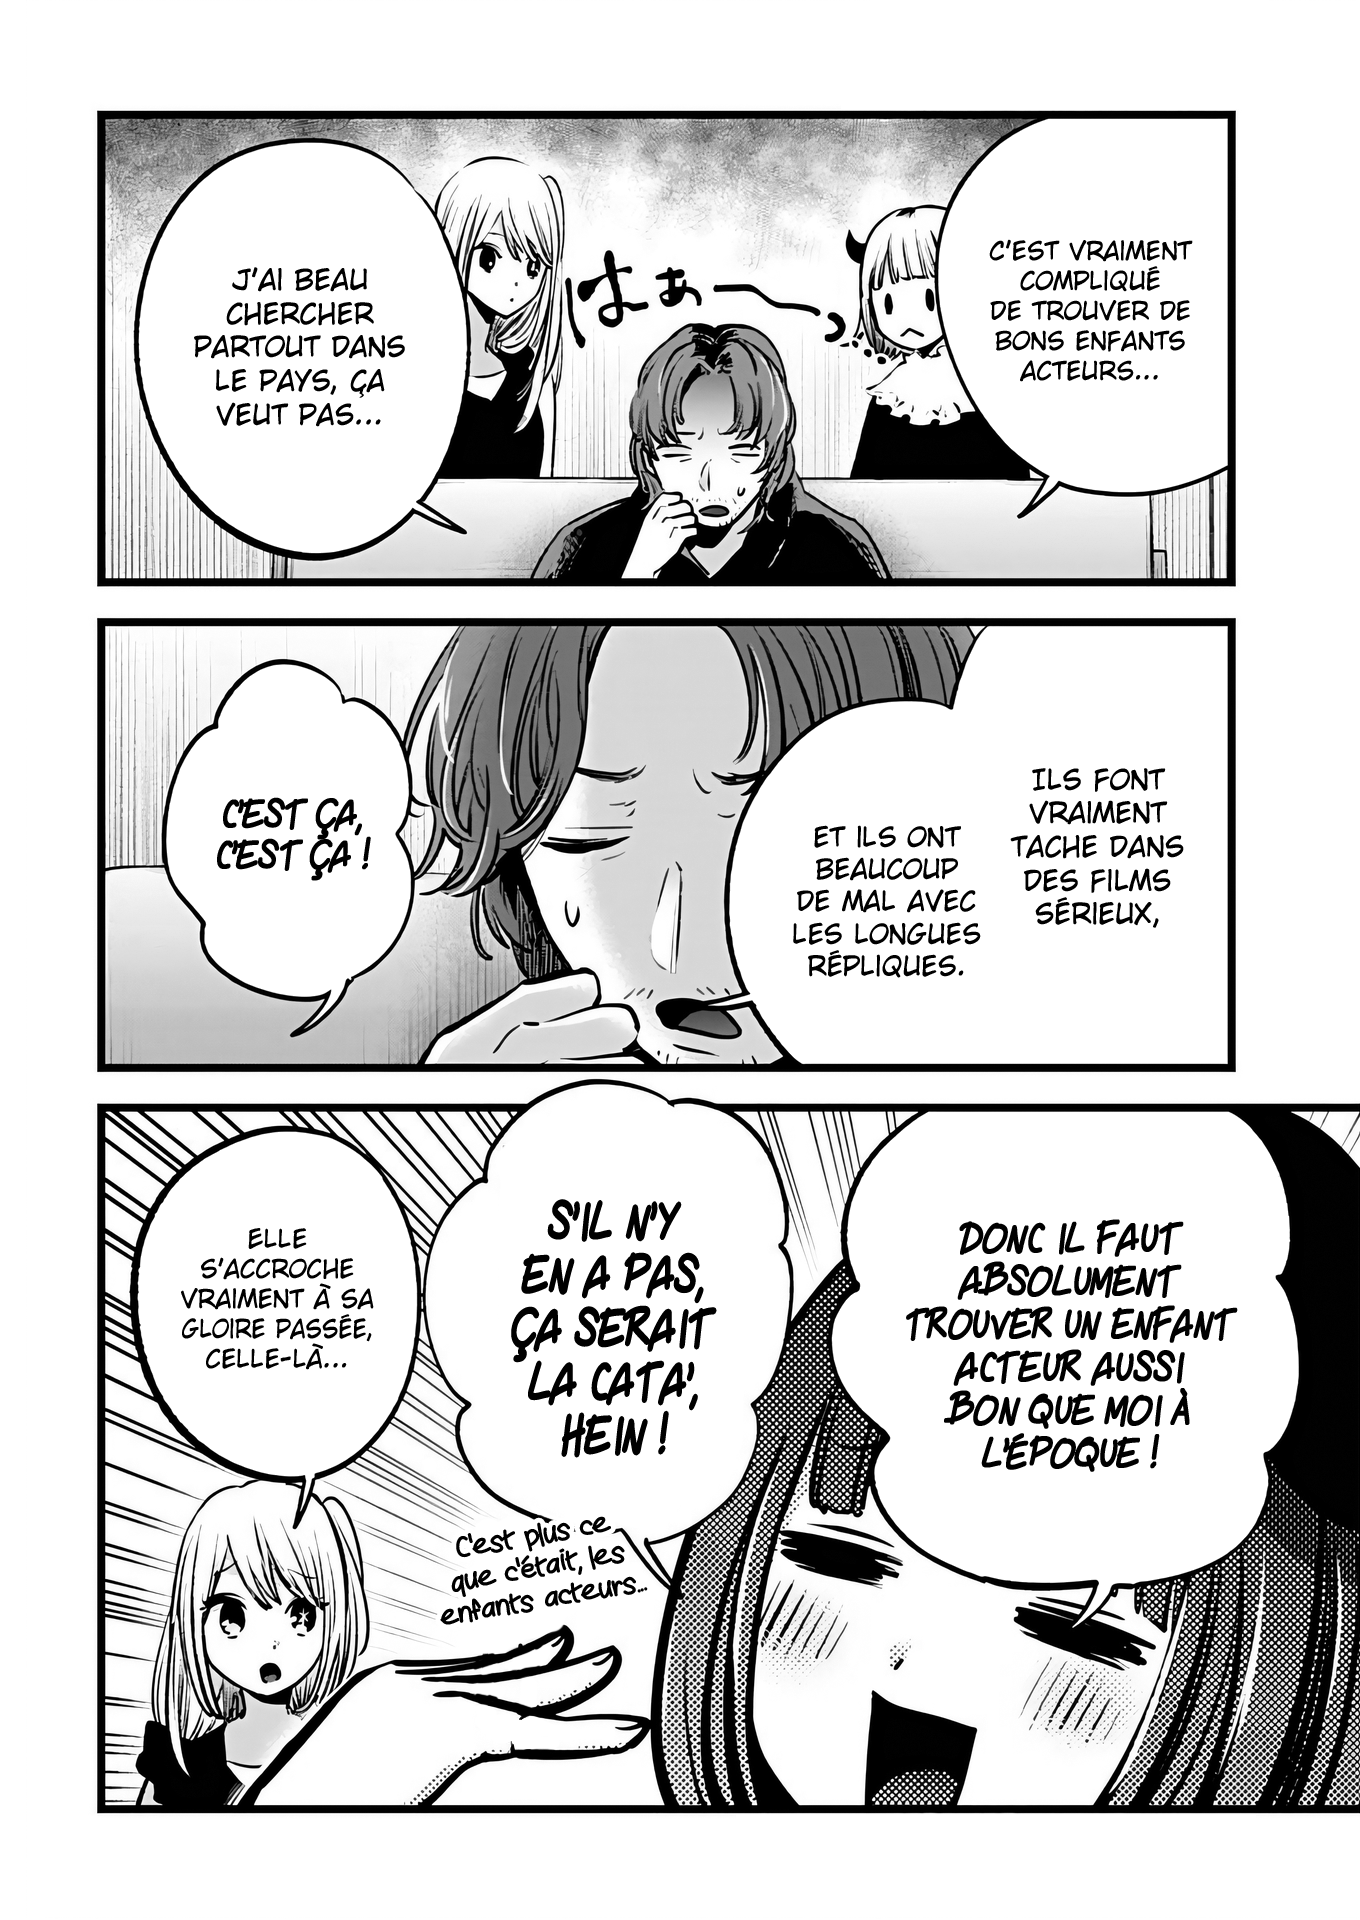 C'EST VRAIMENT
COMPLIQUÉ
DE TROUVER DE
BONS ENFANTS
ACTEURS...
はぁーっ
J'AI BEAU
CHERCHER
PARTOUT DANS
LE PAYS, ÇA
VEUT PAS...
ILS FONT
VRAIMENT
TACHE DANS
DES FILMS
SÉRIEUX,
ET ILS ONT
BEAUCOUP
DE MAL AVEC
LES LONGUES
RÉPLIQUES.
C'EST ÇA,
C'EST ÇA !
DONC IL FAUT
ABSOLUMENT
TROUVER UN ENFANT
ACTEUR AUSSI
BON QUE MOI À
L'ÉPOQUE !
S'IL N'Y
EN A PAS,
ÇA SERAIT
LA CATA',
HEIN !
C'est plus ce
que c'était, les
enfants acteurs...
ELLE
S'ACCROCHE
VRAIMENT À SA
GLOIRE PASSÉE,
CELLE-LÀ...